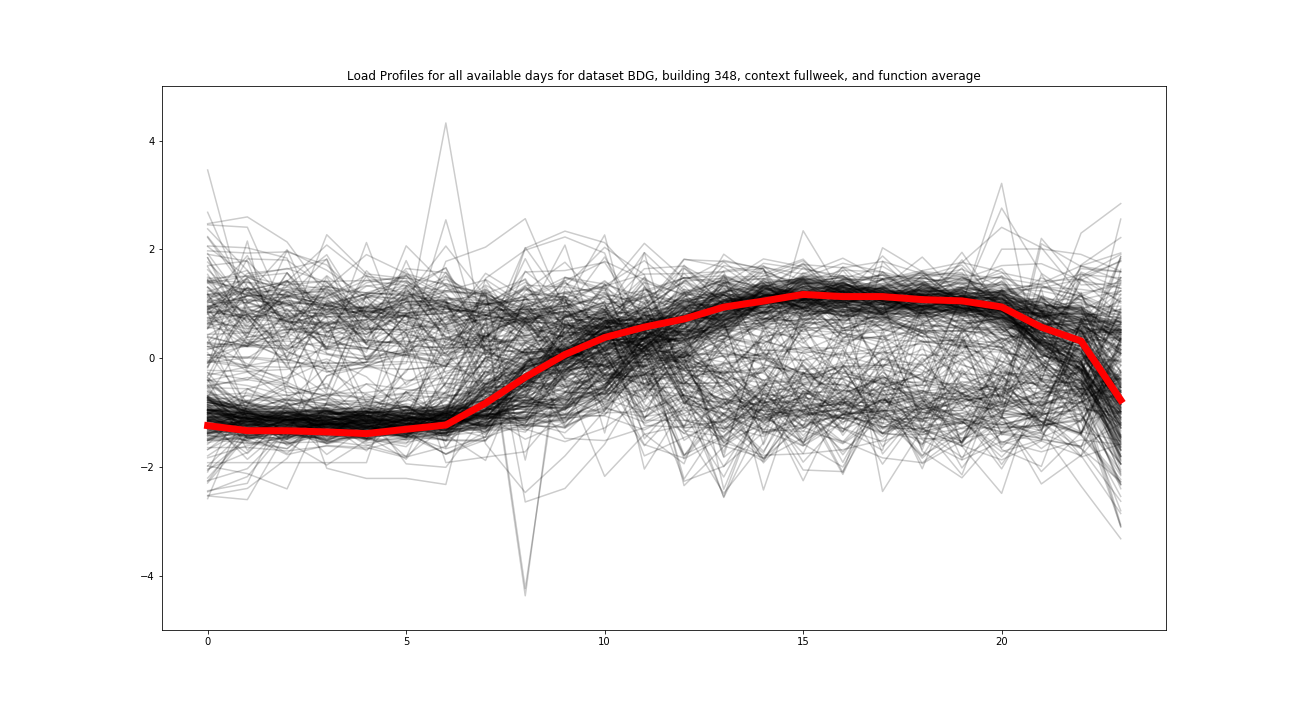 Load Profiles for all available days for dataset BDG, building 348, context fullweek, and function average
4
2
0
−2
−4
0 5 10 15 20